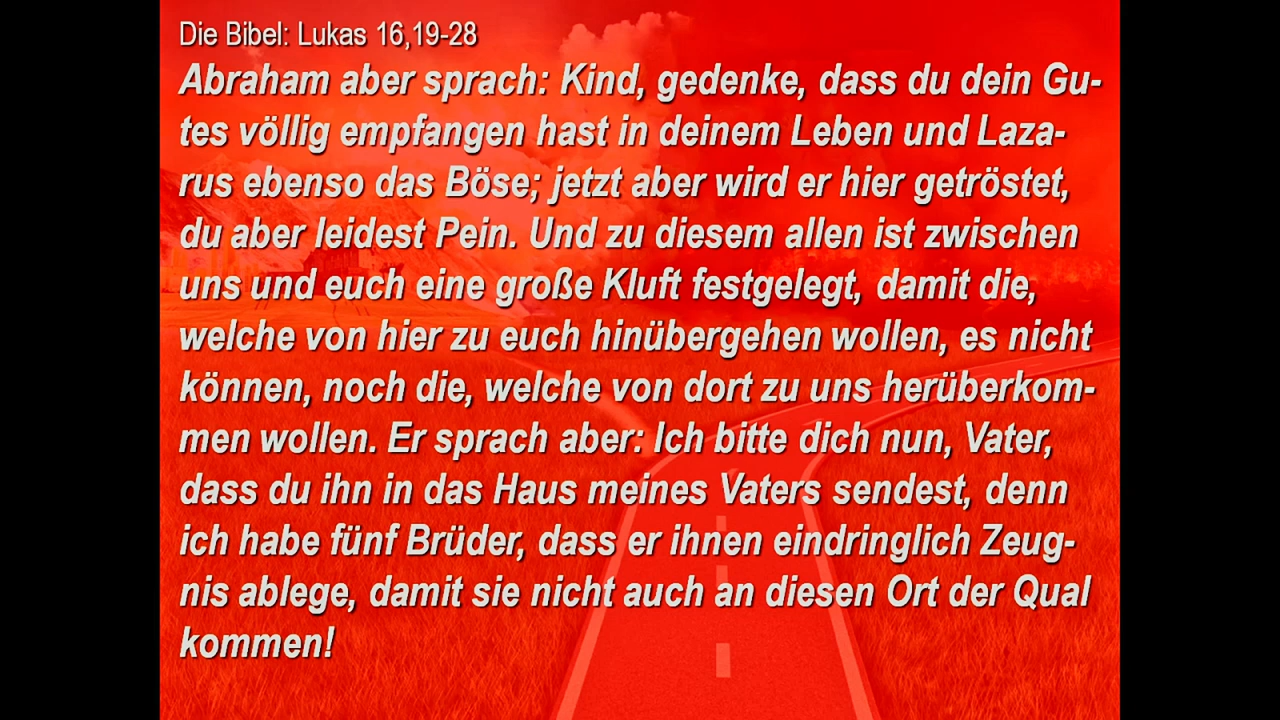 Die Bibel: Lukas 16,19-28
Abraham aber sprach: Kind, gedenke, dass du dein Gu-
tes völlig empfangen hast in deinem Leben und Laza-
rus ebenso das Böse; jetzt aber wird er hier getröstet,
du aber leidest Pein. Und zu diesem allen ist zwischen
uns und euch eine große Kluft festgelegt, damit die,
welche von hier zu euch hinübergehen wollen, es nicht
können, noch die, welche von dort zu uns herüberkom-
men wollen. Er sprach aber: Ich bitte dich nun, Vater,
dass du ihn in das Haus meines Vaters sendest, denn
ich habe fünf Brüder, dass er ihnen eindringlich Zeug-
nis ablege, damit sie nicht auch an diesen Ort der Qual
kommen!